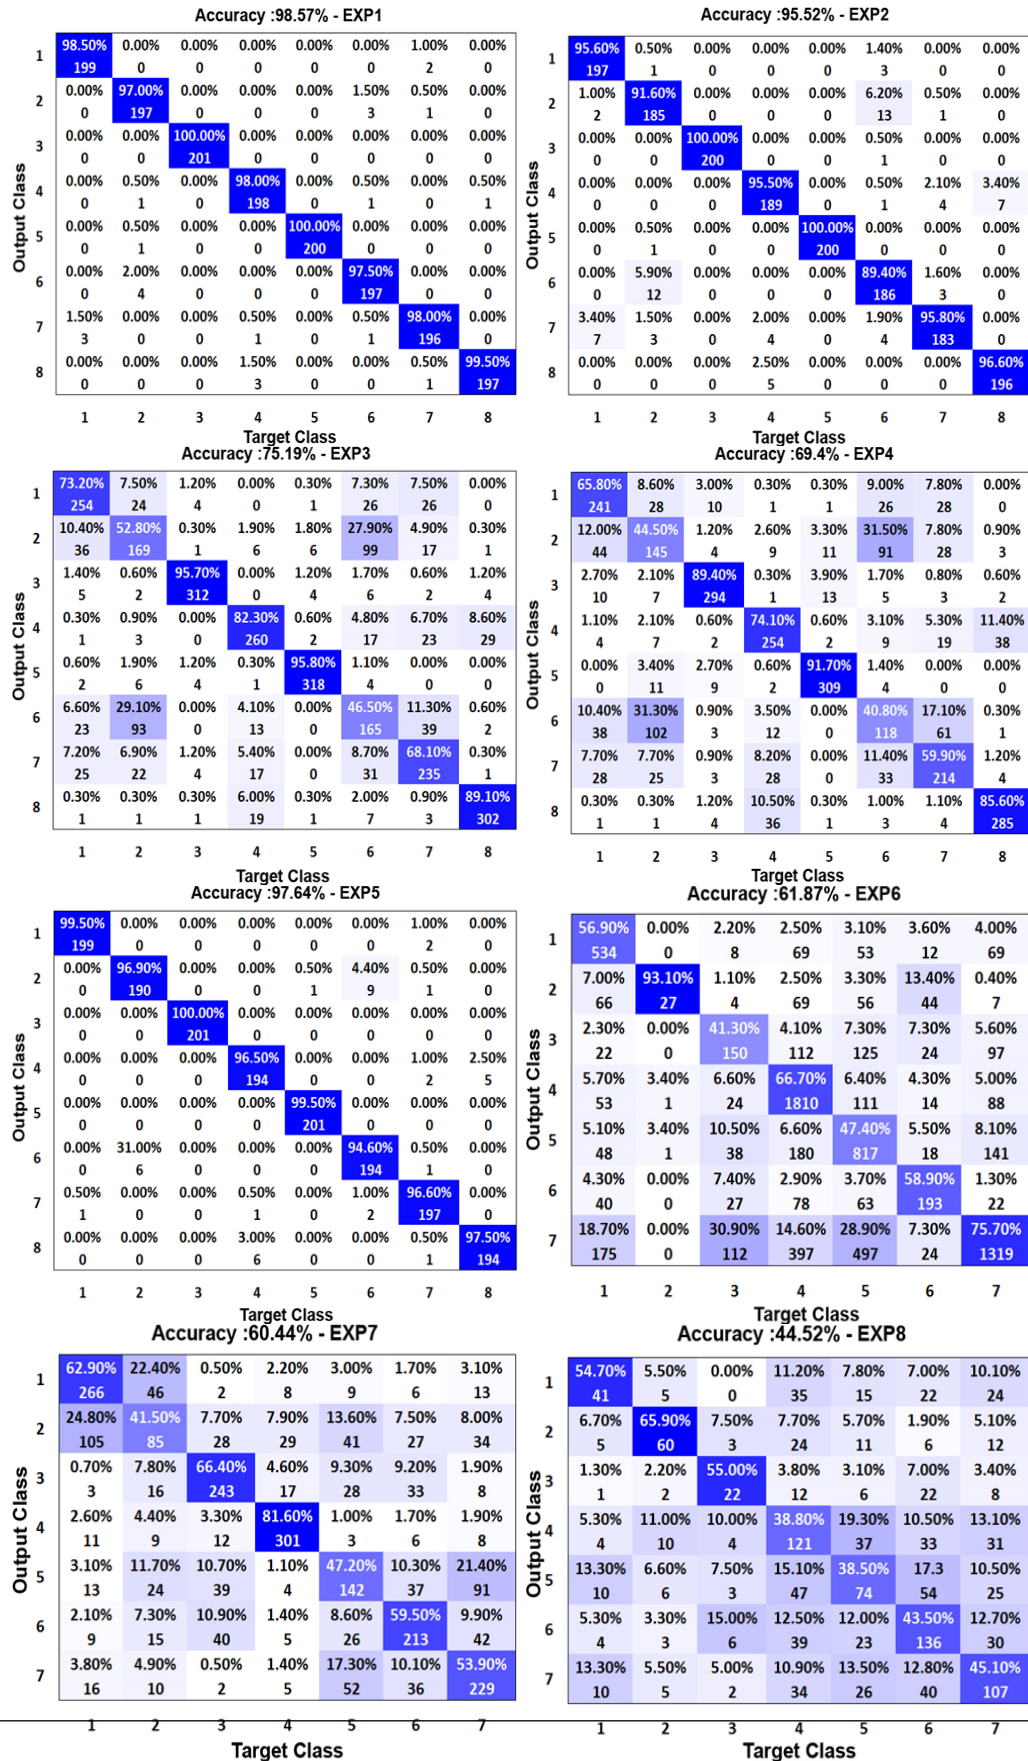 Accuracy :98.57% - EXP1
1 98.50% 0.00% 0.00% 0.00% 0.00% 0.00% 1.00% 0.00%
199 0 0 0 0 0 2 0
2 0.00% 97.00% 0.00% 0.00% 0.00% 1.50% 0.50% 0.00%
0 197 0 0 0 3 1 0
3 0.00% 0.00% 100.00% 0.00% 0.00% 0.00% 0.00% 0.00%
0 0 201 0 0 0 0 0
4 0.00% 0.50% 0.00% 98.00% 0.00% 0.50% 0.00% 0.50%
0 1 0 198 0 1 0 1
5 0.00% 0.50% 0.00% 0.00% 100.00% 0.00% 0.00% 0.00%
0 1 0 0 200 0 0 0
6 0.00% 2.00% 0.00% 0.00% 0.00% 97.50% 0.00% 0.00%
0 4 0 0 0 197 0 0
7 1.50% 0.00% 0.00% 0.50% 0.00% 0.50% 98.00% 0.00%
3 0 0 1 0 1 196 0
8 0.00% 0.00% 0.00% 1.50% 0.00% 0.00% 0.50% 99.50%
0 0 0 3 0 0 1 197
1 2 3 4 5 6 7 8
Output Class
Target Class
Accuracy :95.52% - EXP2
1 95.60% 0.50% 0.00% 0.00% 0.00% 1.40% 0.00% 0.00%
197 1 0 0 0 3 0 0
2 1.00% 91.60% 0.00% 0.00% 0.00% 6.20% 0.50% 0.00%
2 185 0 0 0 13 1 0
3 0.00% 0.00% 100.00% 0.00% 0.00% 0.50% 0.00% 0.00%
0 0 200 0 0 1 0 0
4 0.00% 0.00% 0.00% 95.50% 0.00% 0.50% 2.10% 3.40%
0 0 0 189 0 1 4 7
5 0.00% 0.50% 0.00% 0.00% 100.00% 0.00% 0.00% 0.00%
0 1 0 0 200 0 0 0
6 0.00% 5.90% 0.00% 0.00% 0.00% 89.40% 1.60% 0.00%
0 12 0 0 0 186 3 0
7 3.40% 1.50% 0.00% 2.00% 0.00% 1.90% 95.80% 0.00%
7 3 0 4 0 4 183 0
8 0.00% 0.00% 0.00% 2.50% 0.00% 0.00% 0.00% 96.60%
0 0 0 5 0 0 0 196
1 2 3 4 5 6 7 8
Output Class
Target Class
Accuracy :75.19% - EXP3
1 73.20% 7.50% 1.20% 0.00% 0.30% 7.30% 7.50% 0.00%
254 24 4 0 1 26 26 0
2 10.40% 52.80% 0.30% 1.90% 1.80% 27.90% 4.90% 0.30%
36 169 1 6 6 99 17 1
3 1.40% 0.60% 95.70% 0.00% 1.20% 1.70% 0.60% 1.20%
5 2 312 0 4 6 2 4
4 0.30% 0.90% 0.00% 82.30% 0.60% 4.80% 6.70% 8.60%
1 3 0 260 2 17 23 29
5 0.60% 1.90% 1.20% 0.30% 95.80% 1.10% 0.00% 0.00%
2 6 4 1 318 4 0 0
6 6.60% 29.10% 0.00% 4.10% 0.00% 46.50% 11.30% 0.60%
23 93 0 13 0 165 39 2
7 7.20% 6.90% 1.20% 5.40% 0.00% 8.70% 68.10% 0.30%
25 22 4 17 0 31 235 1
8 0.30% 0.30% 0.30% 6.00% 0.30% 2.00% 0.90% 89.10%
1 1 1 19 1 7 3 302
1 2 3 4 5 6 7 8
Output Class
Target Class
Accuracy :69.4% - EXP4
1 65.80% 8.60% 3.00% 0.30% 0.30% 9.00% 7.80% 0.00%
241 28 10 1 1 26 28 0
2 12.00% 44.50% 1.20% 2.60% 3.30% 31.50% 7.80% 0.90%
44 145 4 9 11 91 28 3
3 2.70% 2.10% 89.40% 0.30% 3.90% 1.70% 0.80% 0.60%
10 7 294 1 13 5 3 2
4 1.10% 2.10% 0.60% 74.10% 0.60% 3.10% 5.30% 11.40%
4 7 2 254 2 9 19 38
5 0.00% 3.40% 2.70% 0.60% 91.70% 1.40% 0.00% 0.00%
0 11 9 2 309 4 0 0
6 10.40% 31.30% 0.90% 3.50% 0.00% 40.80% 17.10% 0.30%
38 102 3 12 0 118 61 1
7 7.70% 7.70% 0.90% 8.20% 0.00% 11.40% 59.90% 1.20%
28 25 3 28 0 33 214 4
8 0.30% 0.30% 1.20% 10.50% 0.30% 1.00% 1.10% 85.60%
1 1 4 36 1 3 4 285
1 2 3 4 5 6 7 8
Output Class
Target Class
Accuracy :97.64% - EXP5
1 99.50% 0.00% 0.00% 0.00% 0.00% 0.00% 1.00% 0.00%
199 0 0 0 0 0 2 0
2 0.00% 96.90% 0.00% 0.00% 0.50% 4.40% 0.50% 0.00%
0 190 0 0 1 9 1 0
3 0.00% 0.00% 100.00% 0.00% 0.00% 0.00% 0.00% 0.00%
0 0 201 0 0 0 0 0
4 0.00% 0.00% 0.00% 96.50% 0.00% 0.00% 1.00% 2.50%
0 0 0 194 0 0 2 5
5 0.00% 0.00% 0.00% 0.00% 99.50% 0.00% 0.00% 0.00%
0 0 0 0 201 0 0 0
6 0.00% 31.00% 0.00% 0.00% 0.00% 94.60% 0.50% 0.00%
0 6 0 0 0 194 1 0
7 0.50% 0.00% 0.00% 0.50% 0.00% 1.00% 96.60% 0.00%
1 0 0 1 0 2 197 0
8 0.00% 0.00% 0.00% 3.00% 0.00% 0.00% 0.50% 97.50%
0 0 0 6 0 0 1 194
1 2 3 4 5 6 7 8
Output Class
Target Class
Accuracy :61.87% - EXP6
1 56.90% 0.00% 2.20% 2.50% 3.10% 3.60% 4.00%
534 0 8 69 53 12 69
2 7.00% 93.10% 1.10% 2.50% 3.30% 13.40% 0.40%
66 27 4 69 56 44 7
3 2.30% 0.00% 41.30% 4.10% 7.30% 7.30% 5.60%
22 0 150 112 125 24 97
4 5.70% 3.40% 6.60% 66.70% 6.40% 4.30% 5.00%
53 1 24 1810 111 14 88
5 5.10% 3.40% 10.50% 6.60% 47.40% 5.50% 8.10%
48 1 38 180 817 18 141
6 4.30% 0.00% 7.40% 2.90% 3.70% 58.90% 1.30%
40 0 27 78 63 193 22
7 18.70% 0.00% 30.90% 14.60% 28.90% 7.30% 75.70%
175 0 112 397 497 24 1319
1 2 3 4 5 6 7
Output Class
Target Class
Accuracy :60.44% - EXP7
1 62.90% 22.40% 0.50% 2.20% 3.00% 1.70% 3.10%
266 46 2 8 9 6 13
2 24.80% 41.50% 7.70% 7.90% 13.60% 7.50% 8.00%
105 85 28 29 41 27 34
3 0.70% 7.80% 66.40% 4.60% 9.30% 9.20% 1.90%
3 16 243 17 28 33 8
4 2.60% 4.40% 3.30% 81.60% 1.00% 1.70% 1.90%
11 9 12 301 3 6 8
5 3.10% 11.70% 10.70% 1.10% 47.20% 10.30% 21.40%
13 24 39 4 142 37 91
6 2.10% 7.30% 10.90% 1.40% 8.60% 59.50% 9.90%
9 15 40 5 26 213 42
7 3.80% 4.90% 0.50% 1.40% 17.30% 10.10% 53.90%
16 10 2 5 52 36 229
1 2 3 4 5 6 7
Output Class
Target Class
Accuracy :44.52% - EXP8
1 54.70% 5.50% 0.00% 11.20% 7.80% 7.00% 10.10%
41 5 0 35 15 22 24
2 6.70% 65.90% 7.50% 7.70% 5.70% 1.90% 5.10%
5 60 3 24 11 6 12
3 1.30% 2.20% 55.00% 3.80% 3.10% 7.00% 3.40%
1 2 22 12 6 22 8
4 5.30% 11.00% 10.00% 38.80% 19.30% 10.50% 13.10%
4 10 4 121 37 33 31
5 13.30% 6.60% 7.50% 15.10% 38.50% 17.3 10.50%
10 6 3 47 74 54 25
6 5.30% 3.30% 15.00% 12.50% 12.00% 43.50% 12.70%
4 3 6 39 23 136 30
7 13.30% 5.50% 5.00% 10.90% 13.50% 12.80% 45.10%
10 5 2 34 26 40 107
1 2 3 4 5 6 7
Output Class
Target Class